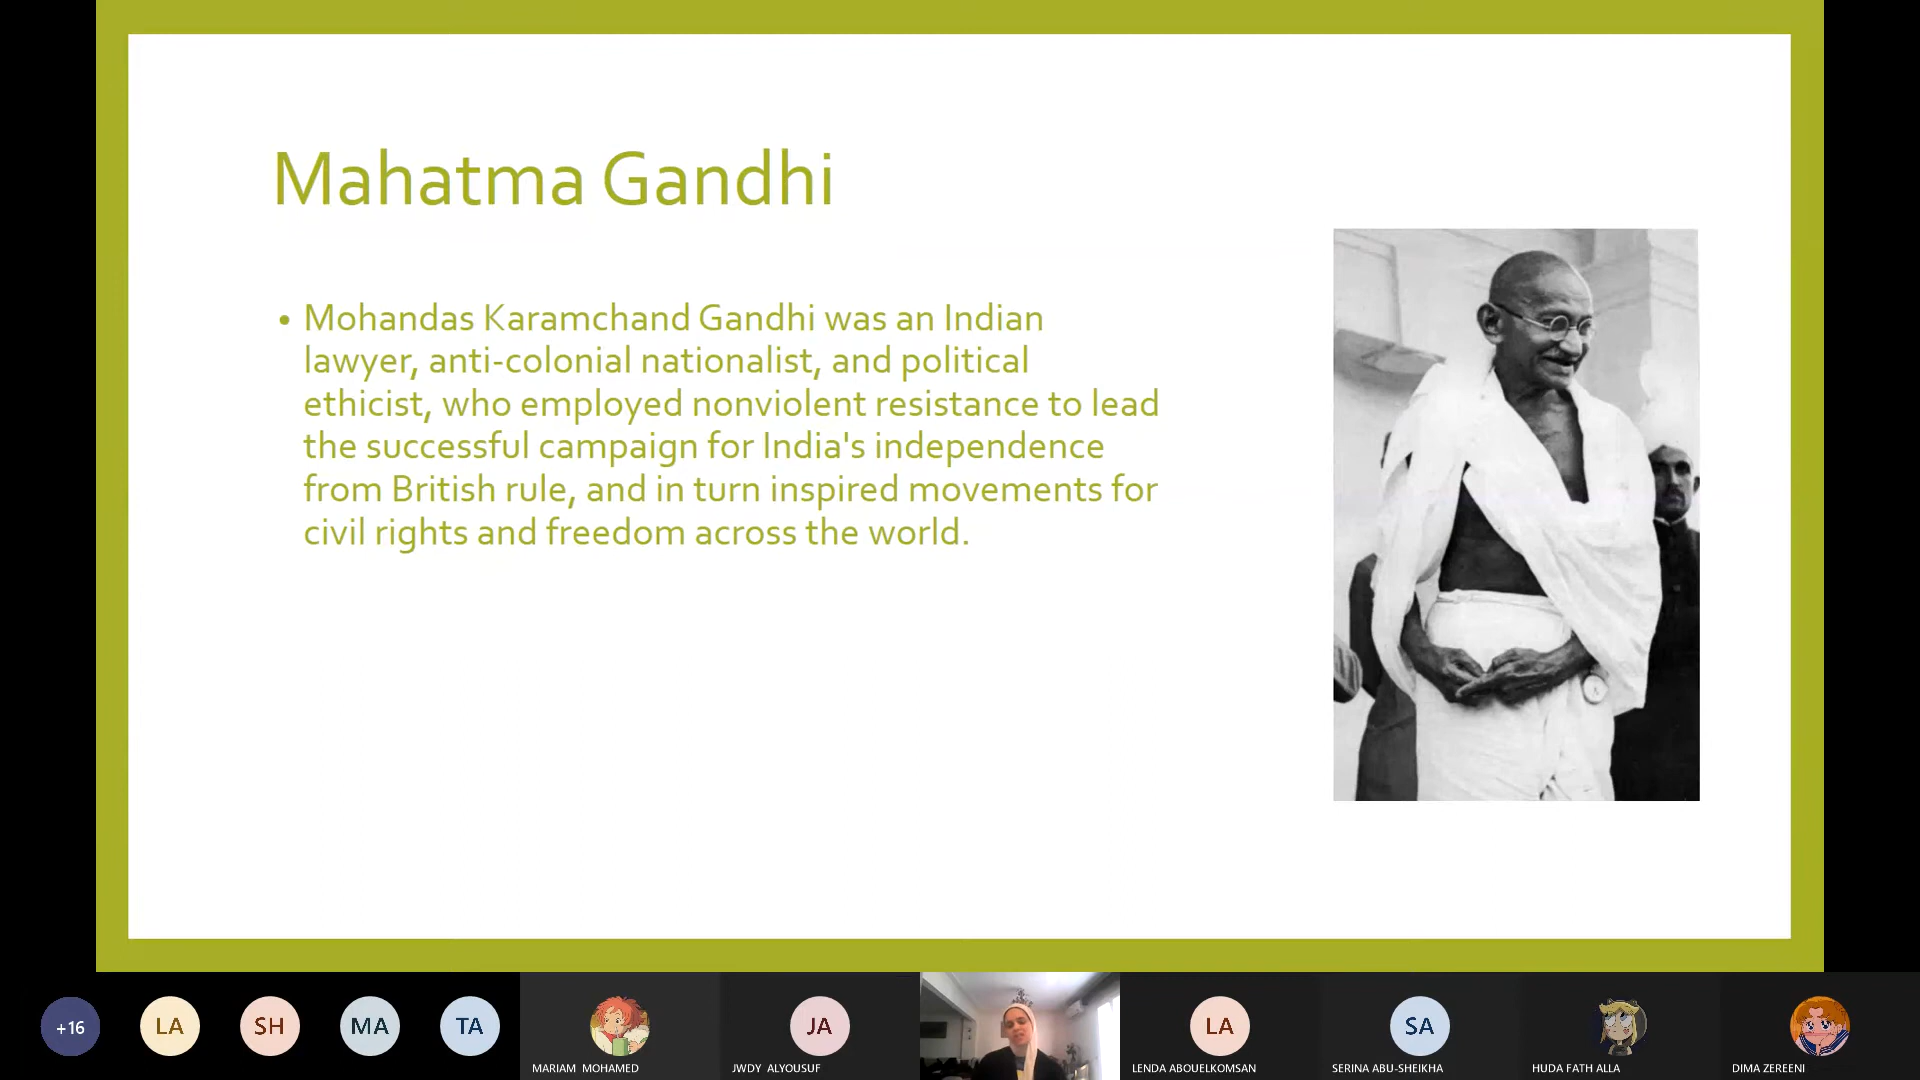 Mahatma Gandhi
• Mohandas Karamchand Gandhi was an Indian
lawyer, anti-colonial nationalist, and political
ethicist, who employed nonviolent resistance to lead
the successful campaign for India's independence
from British rule, and in turn inspired movements for
civil rights and freedom across the world.
+16
LA
SH
MA
TA
MARIAM MOHAMED
JA
JWDY ALYOUSUF
LA
LENDA ABOUELKOMSAN
SA
SERINA ABU-SHEIKHA
HUDA FATH ALLA
DIMA ZEREENI